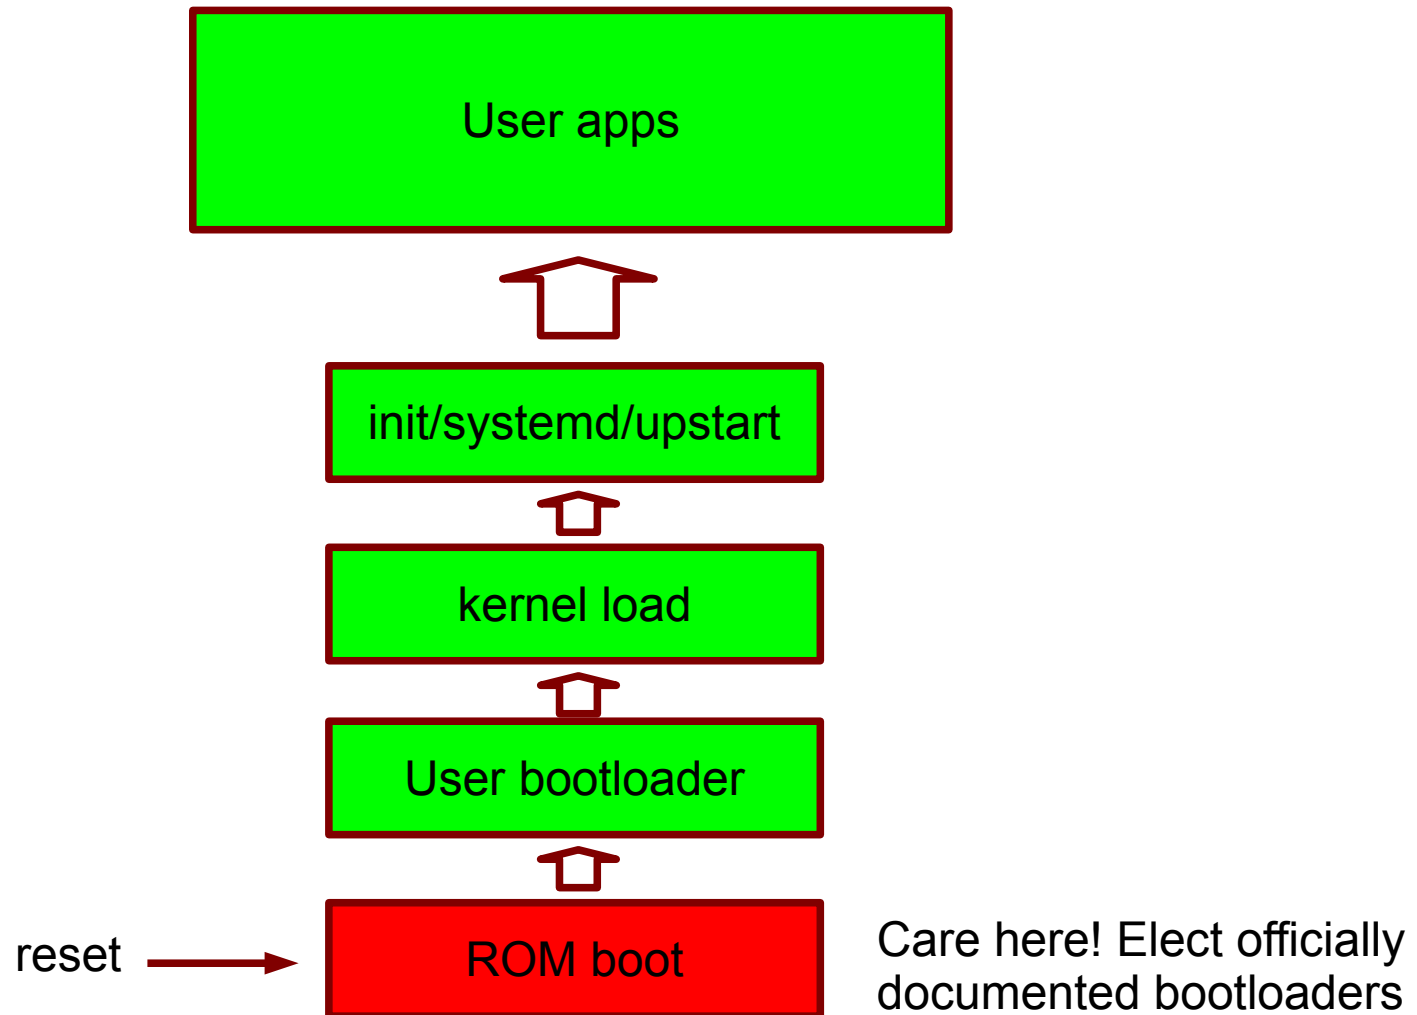 User apps
init/systemd/upstart
kernel load
User bootloader
reset
ROM boot
Care here! Elect officially
documented bootloaders